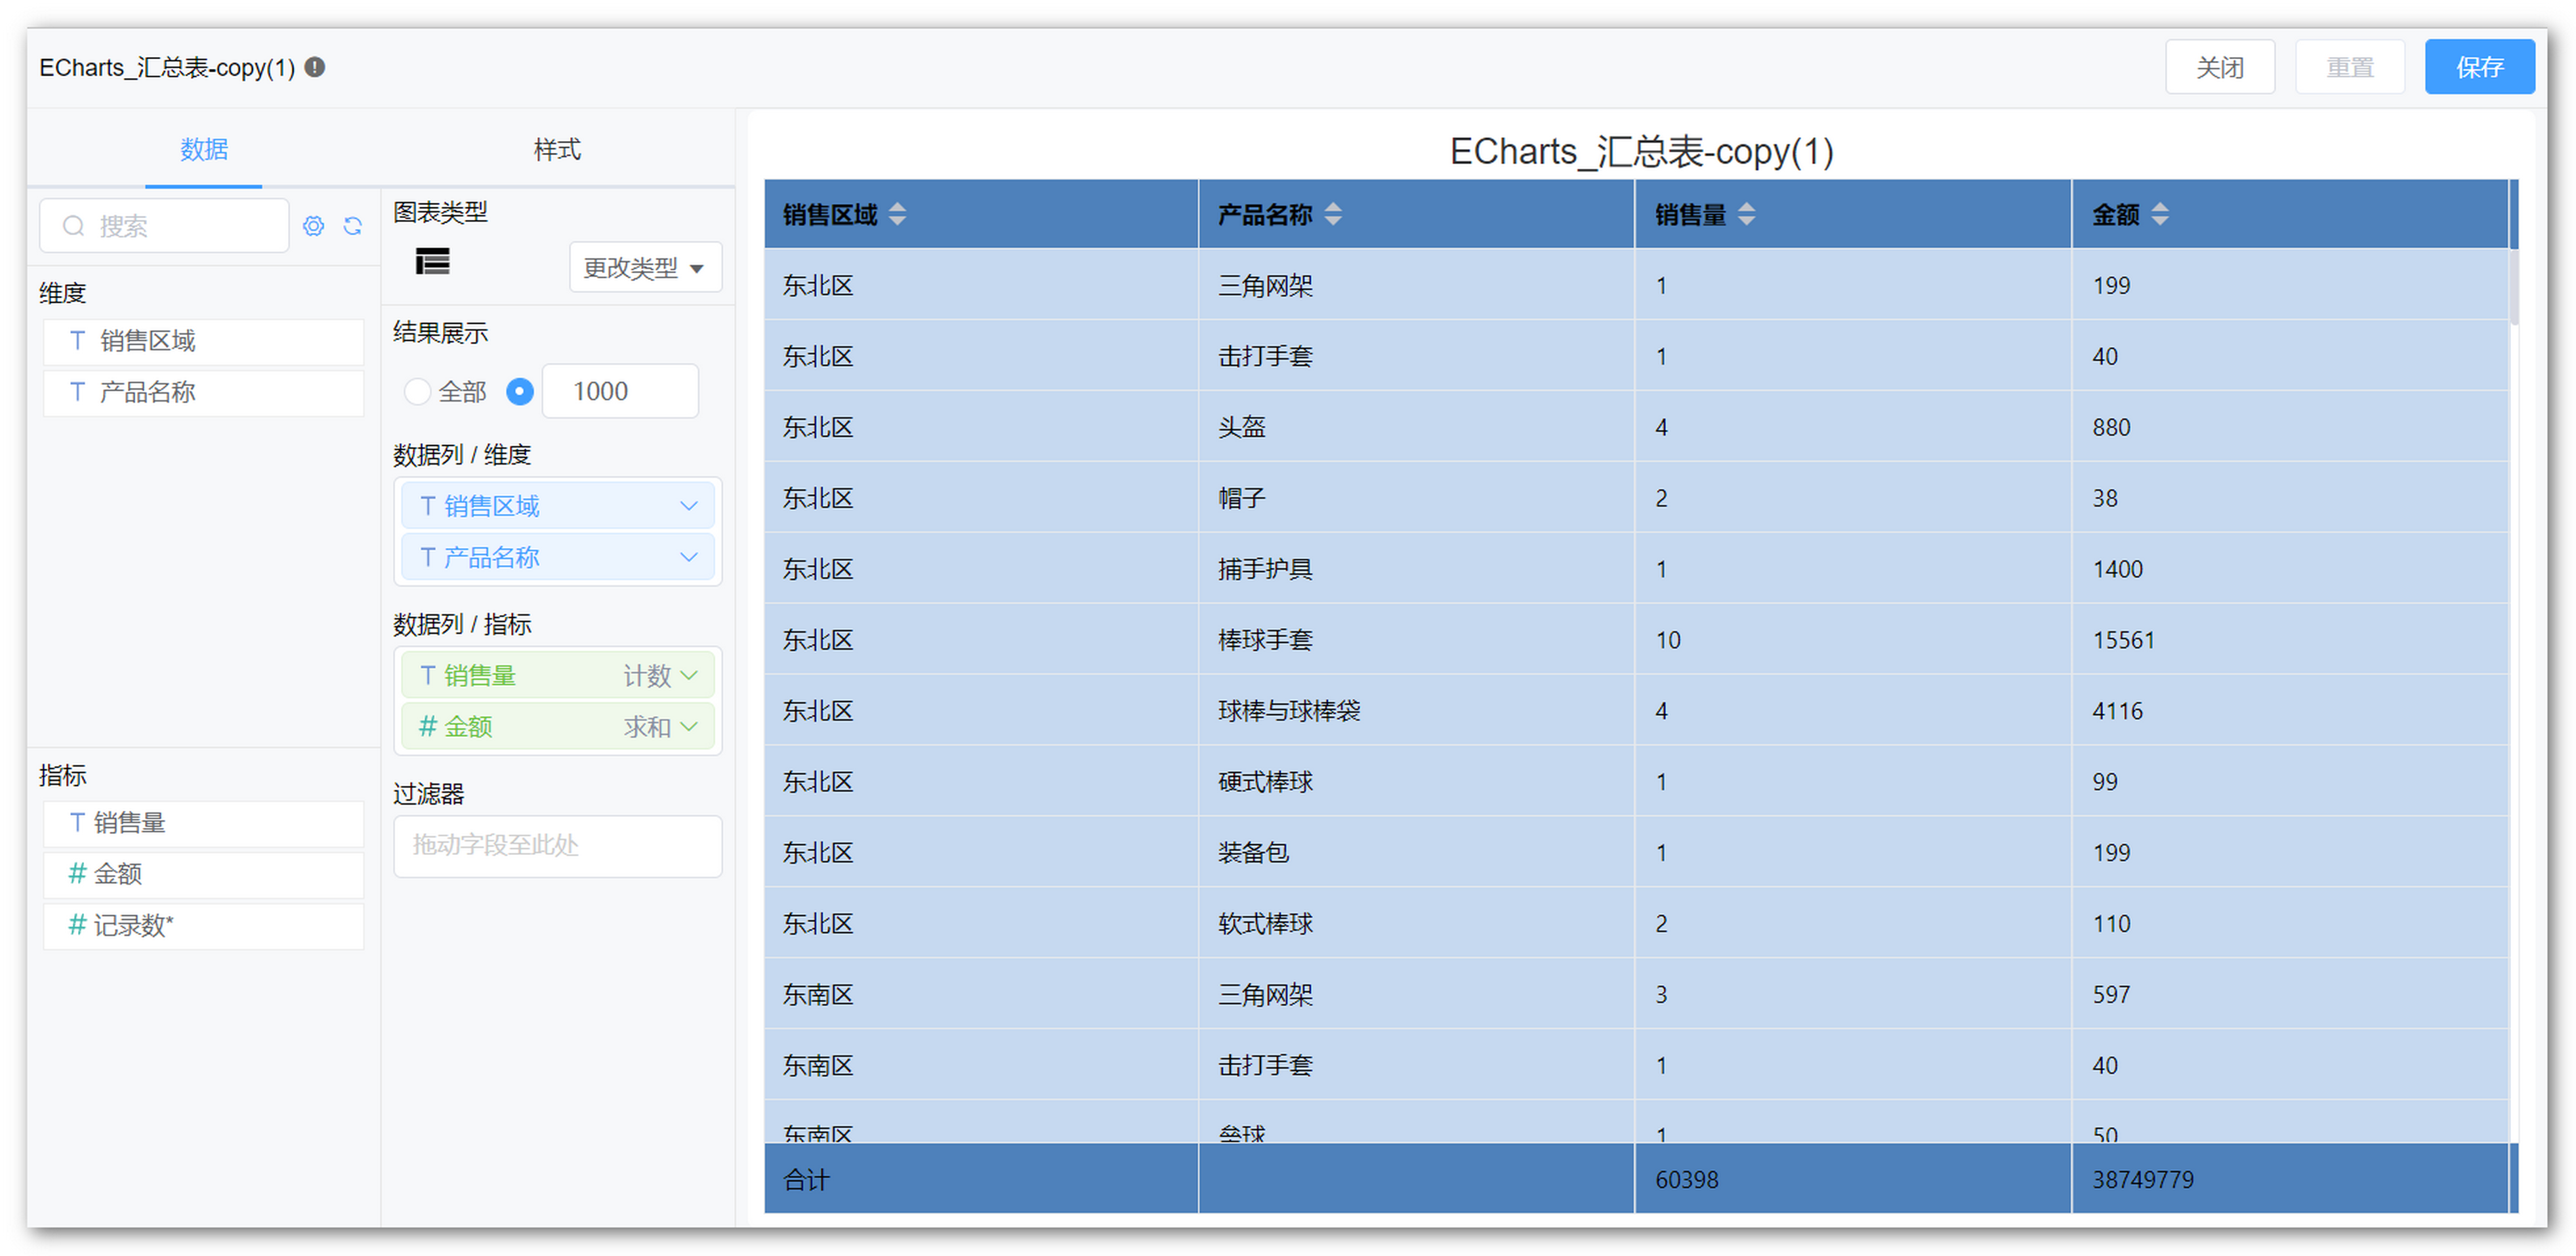 ECharts_汇总表-copy(1)
关闭
重置
保存
数据
样式
搜索
维度
销售区域
产品名称
指标
销售量
金额
记录数*
图表类型
更改类型
结果展示
全部
1000
数据列 / 维度
销售区域
产品名称
数据列 / 指标
销售量 计数
金额 求和
过滤器
拖动字段至此处
ECharts_汇总表-copy(1)
销售区域 产品名称 销售量 金额
东北区 三角网架 1 199
东北区 击打手套 1 40
东北区 头盔 4 880
东北区 帽子 2 38
东北区 捕手护具 1 1400
东北区 棒球手套 10 15561
东北区 球棒与球棒袋 4 4116
东北区 硬式棒球 1 99
东北区 装备包 1 199
东北区 软式棒球 2 110
东南区 三角网架 3 597
东南区 击打手套 1 40
东南区 垒球 1 50
合计 60398 38749779